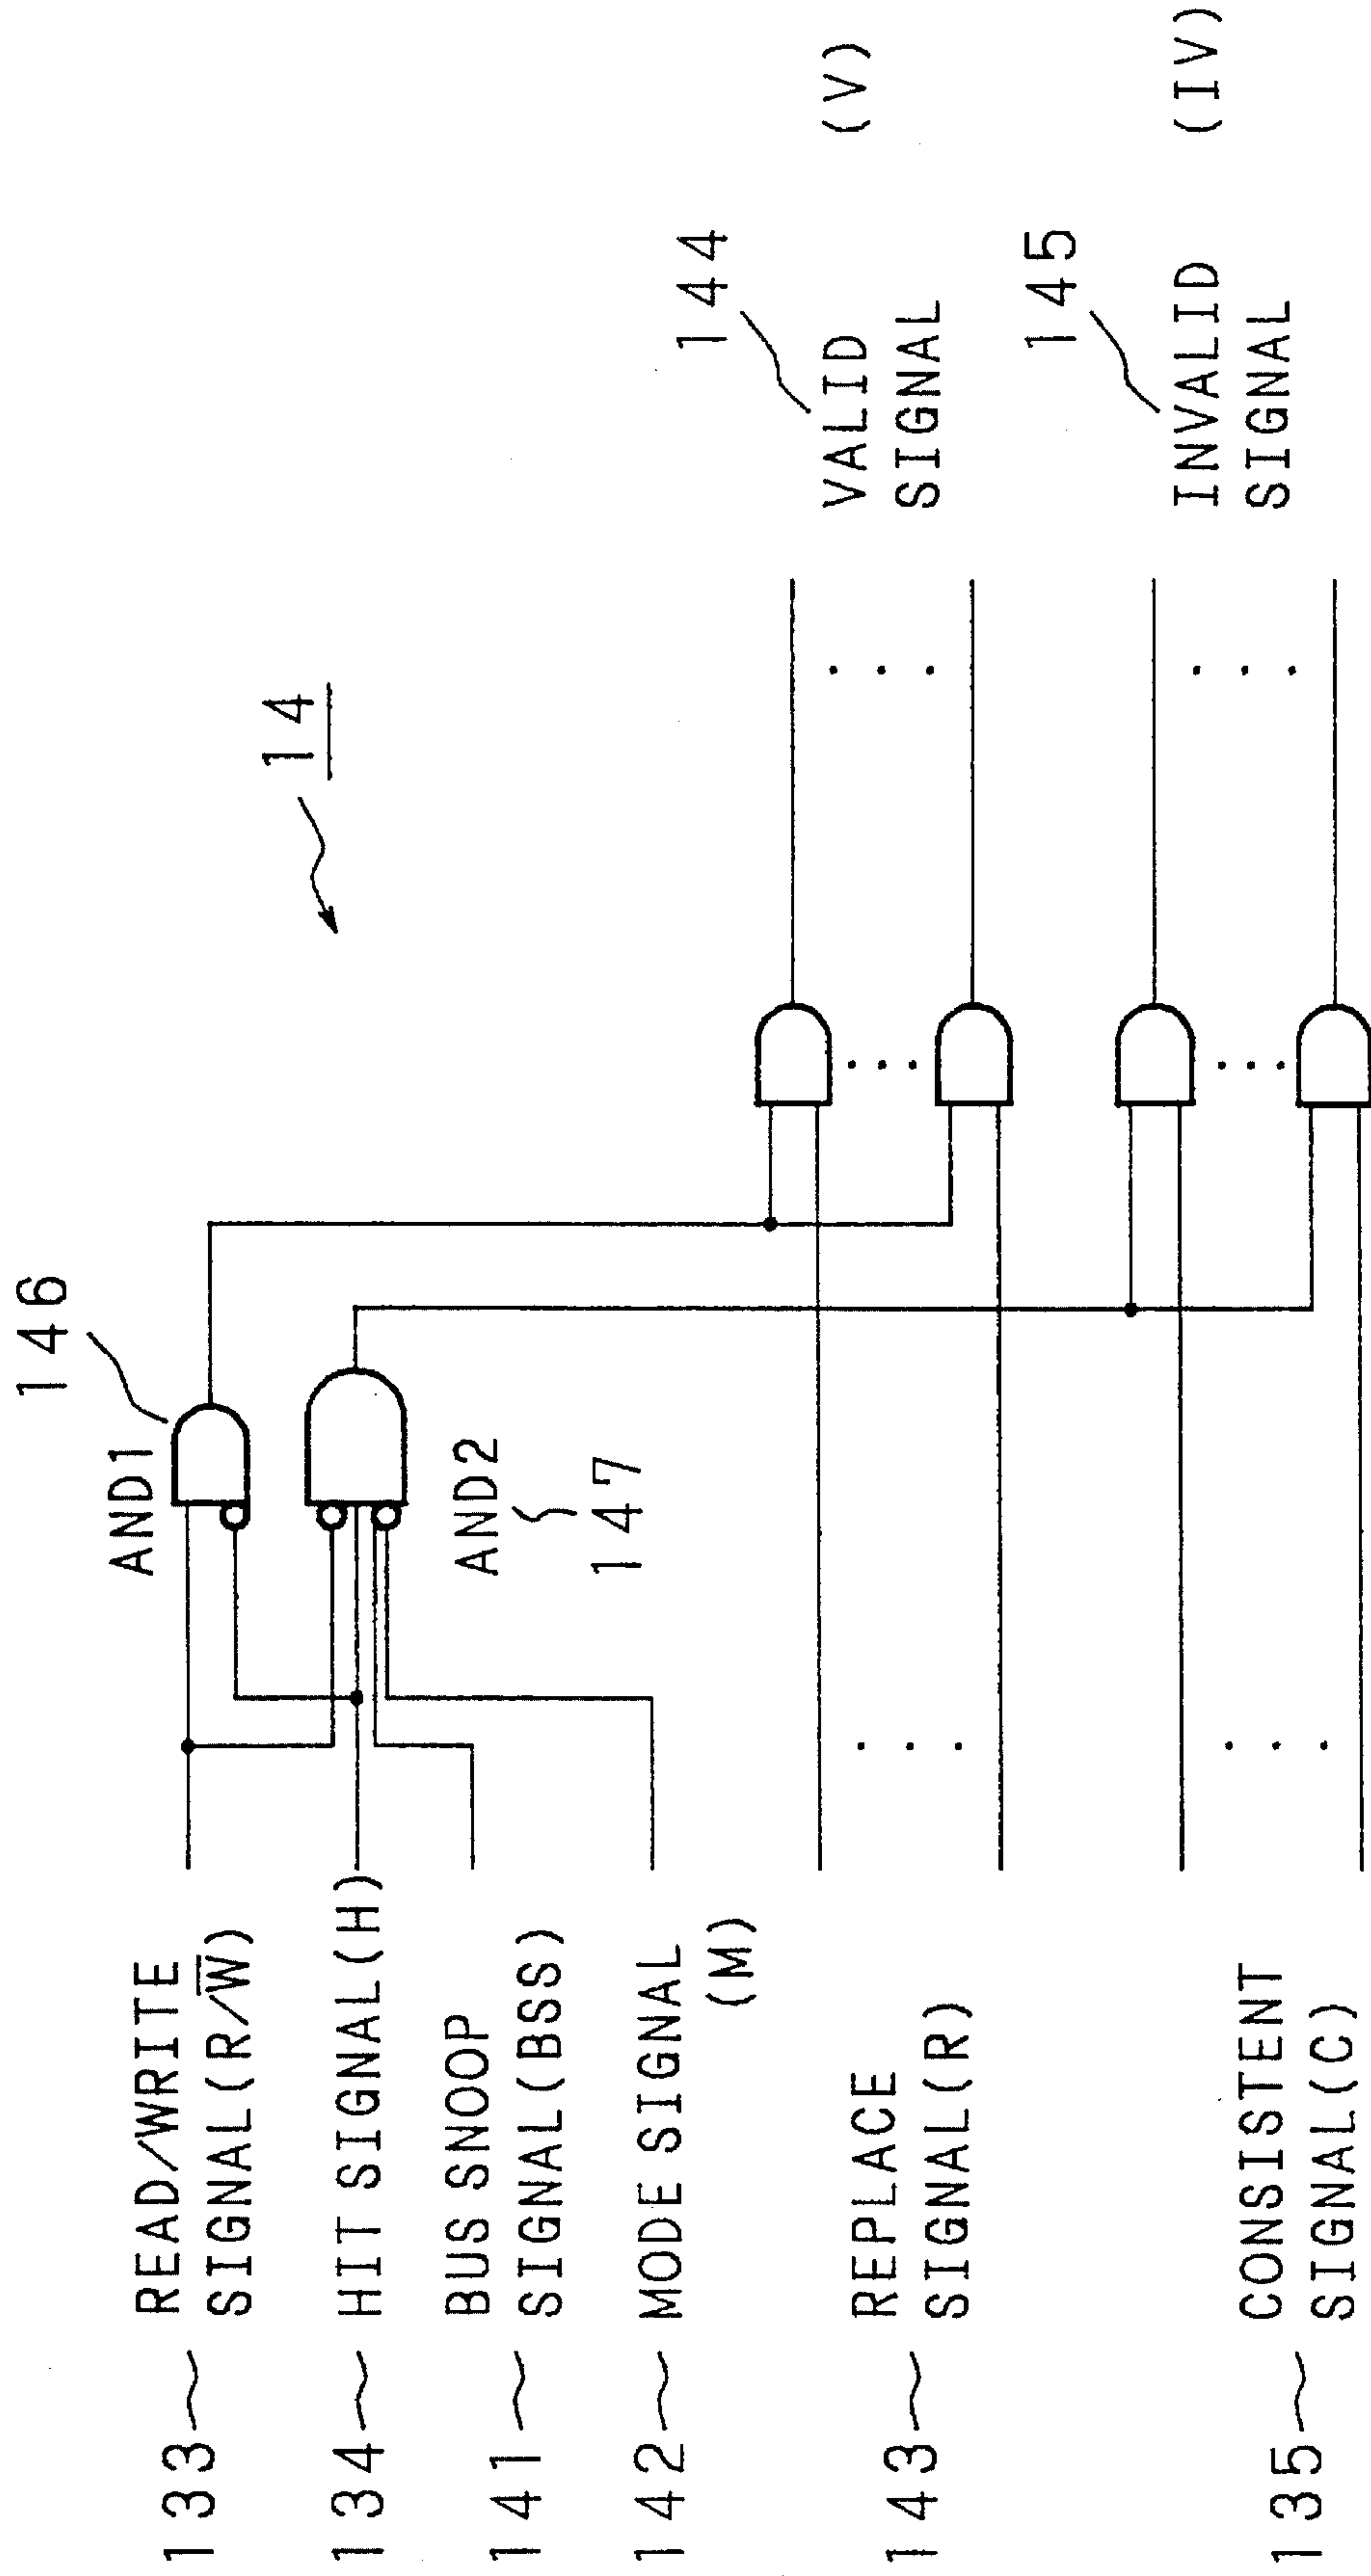 14
146
AND1
AND2
147
133
READ/WRITE
SIGNAL(R/W̅)
134
HIT SIGNAL(H)
141
BUS SNOOP
SIGNAL(BSS)
142
MODE SIGNAL
(M)
143
REPLACE
SIGNAL(R)
135
CONSISTENT
SIGNAL(C)
144
VALID (V)
SIGNAL
145
INVALID (IV)
SIGNAL